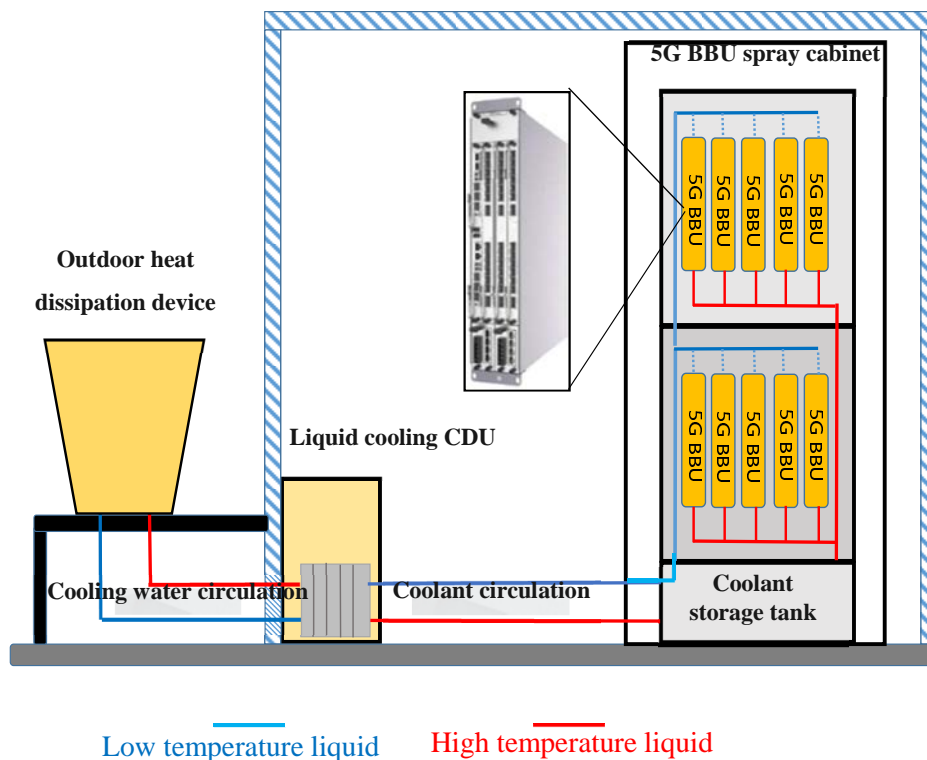 5G BBU spray cabinet
5G BBU
5G BBU
5G BBU
5G BBU
5G BBU
Outdoor heat
dissipation device
5G BBU
5G BBU
5G BBU
5G BBU
5G BBU
Liquid cooling CDU
Cooling water circulation
Coolant circulation
Coolant
storage tank
Low temperature liquid
High temperature liquid